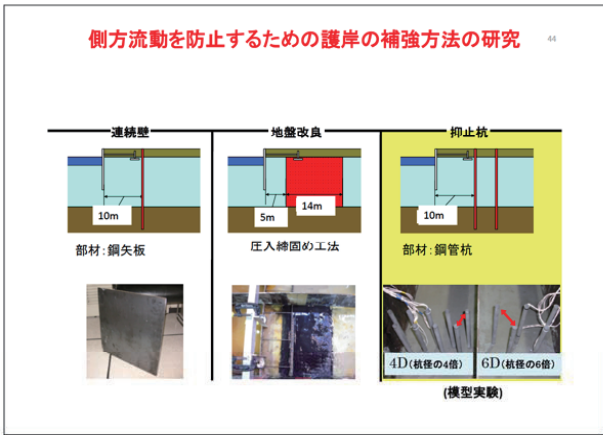 側方流動を防止するための護岸の補強方法の研究
44
連続壁
地盤改良
抑止杭
10m
5m
14m
10m
部材：鋼矢板
圧入締固め工法
部材：鋼管杭
4D(杭径の4倍)
6D(杭径の6倍)
(模型実験)